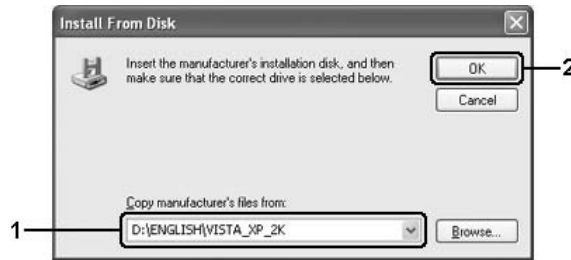 Install From Disk
Insert the manufacturer's installation disk, and then
make sure that the correct drive is selected below.
OK
2
Cancel
Copy manufacturer's files from:
1
D:\ENGLISH\VISTA_XP_2K
Browse...